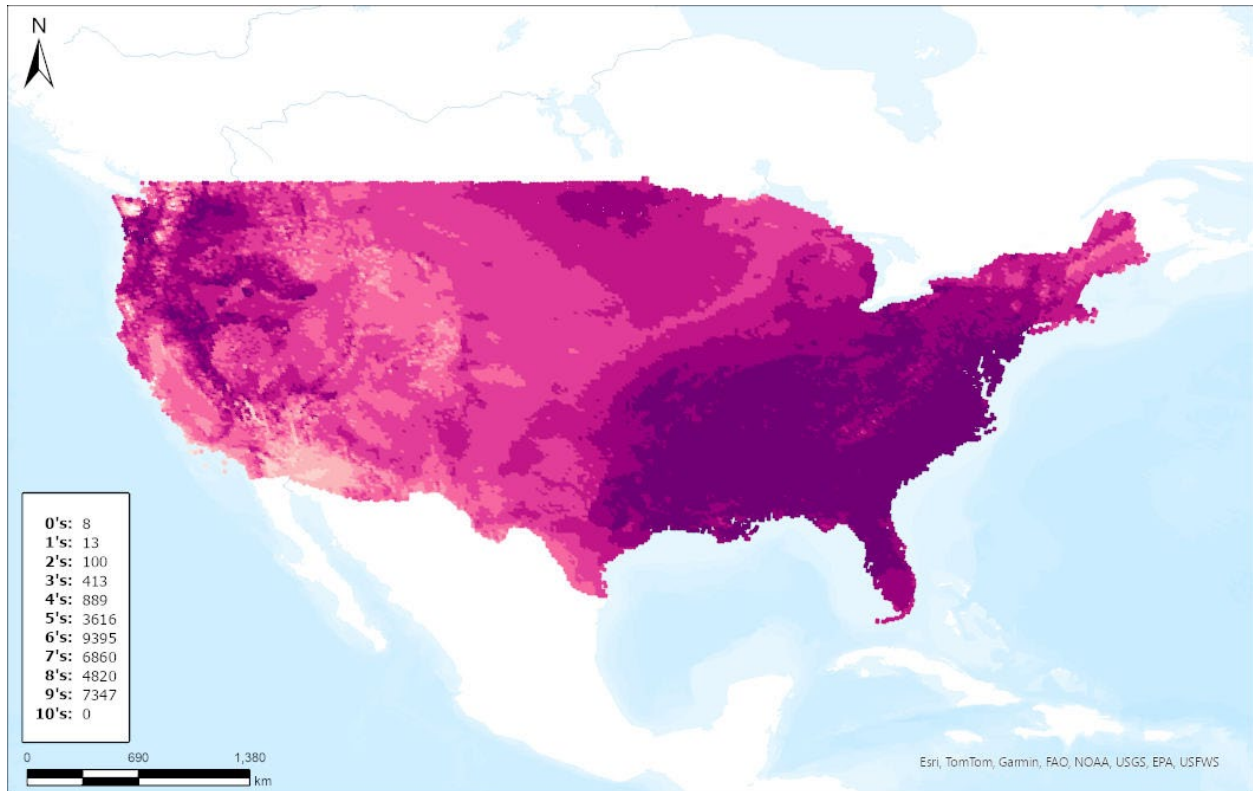 N
0's: 8
1's: 13
2's: 100
3's: 413
4's: 889
5's: 3616
6's: 9395
7's: 6860
8's: 4820
9's: 7347
10's: 0
0 690 1,380
km
Esri, TomTom, Garmin, FAO, NOAA, USGS, EPA, USFWS